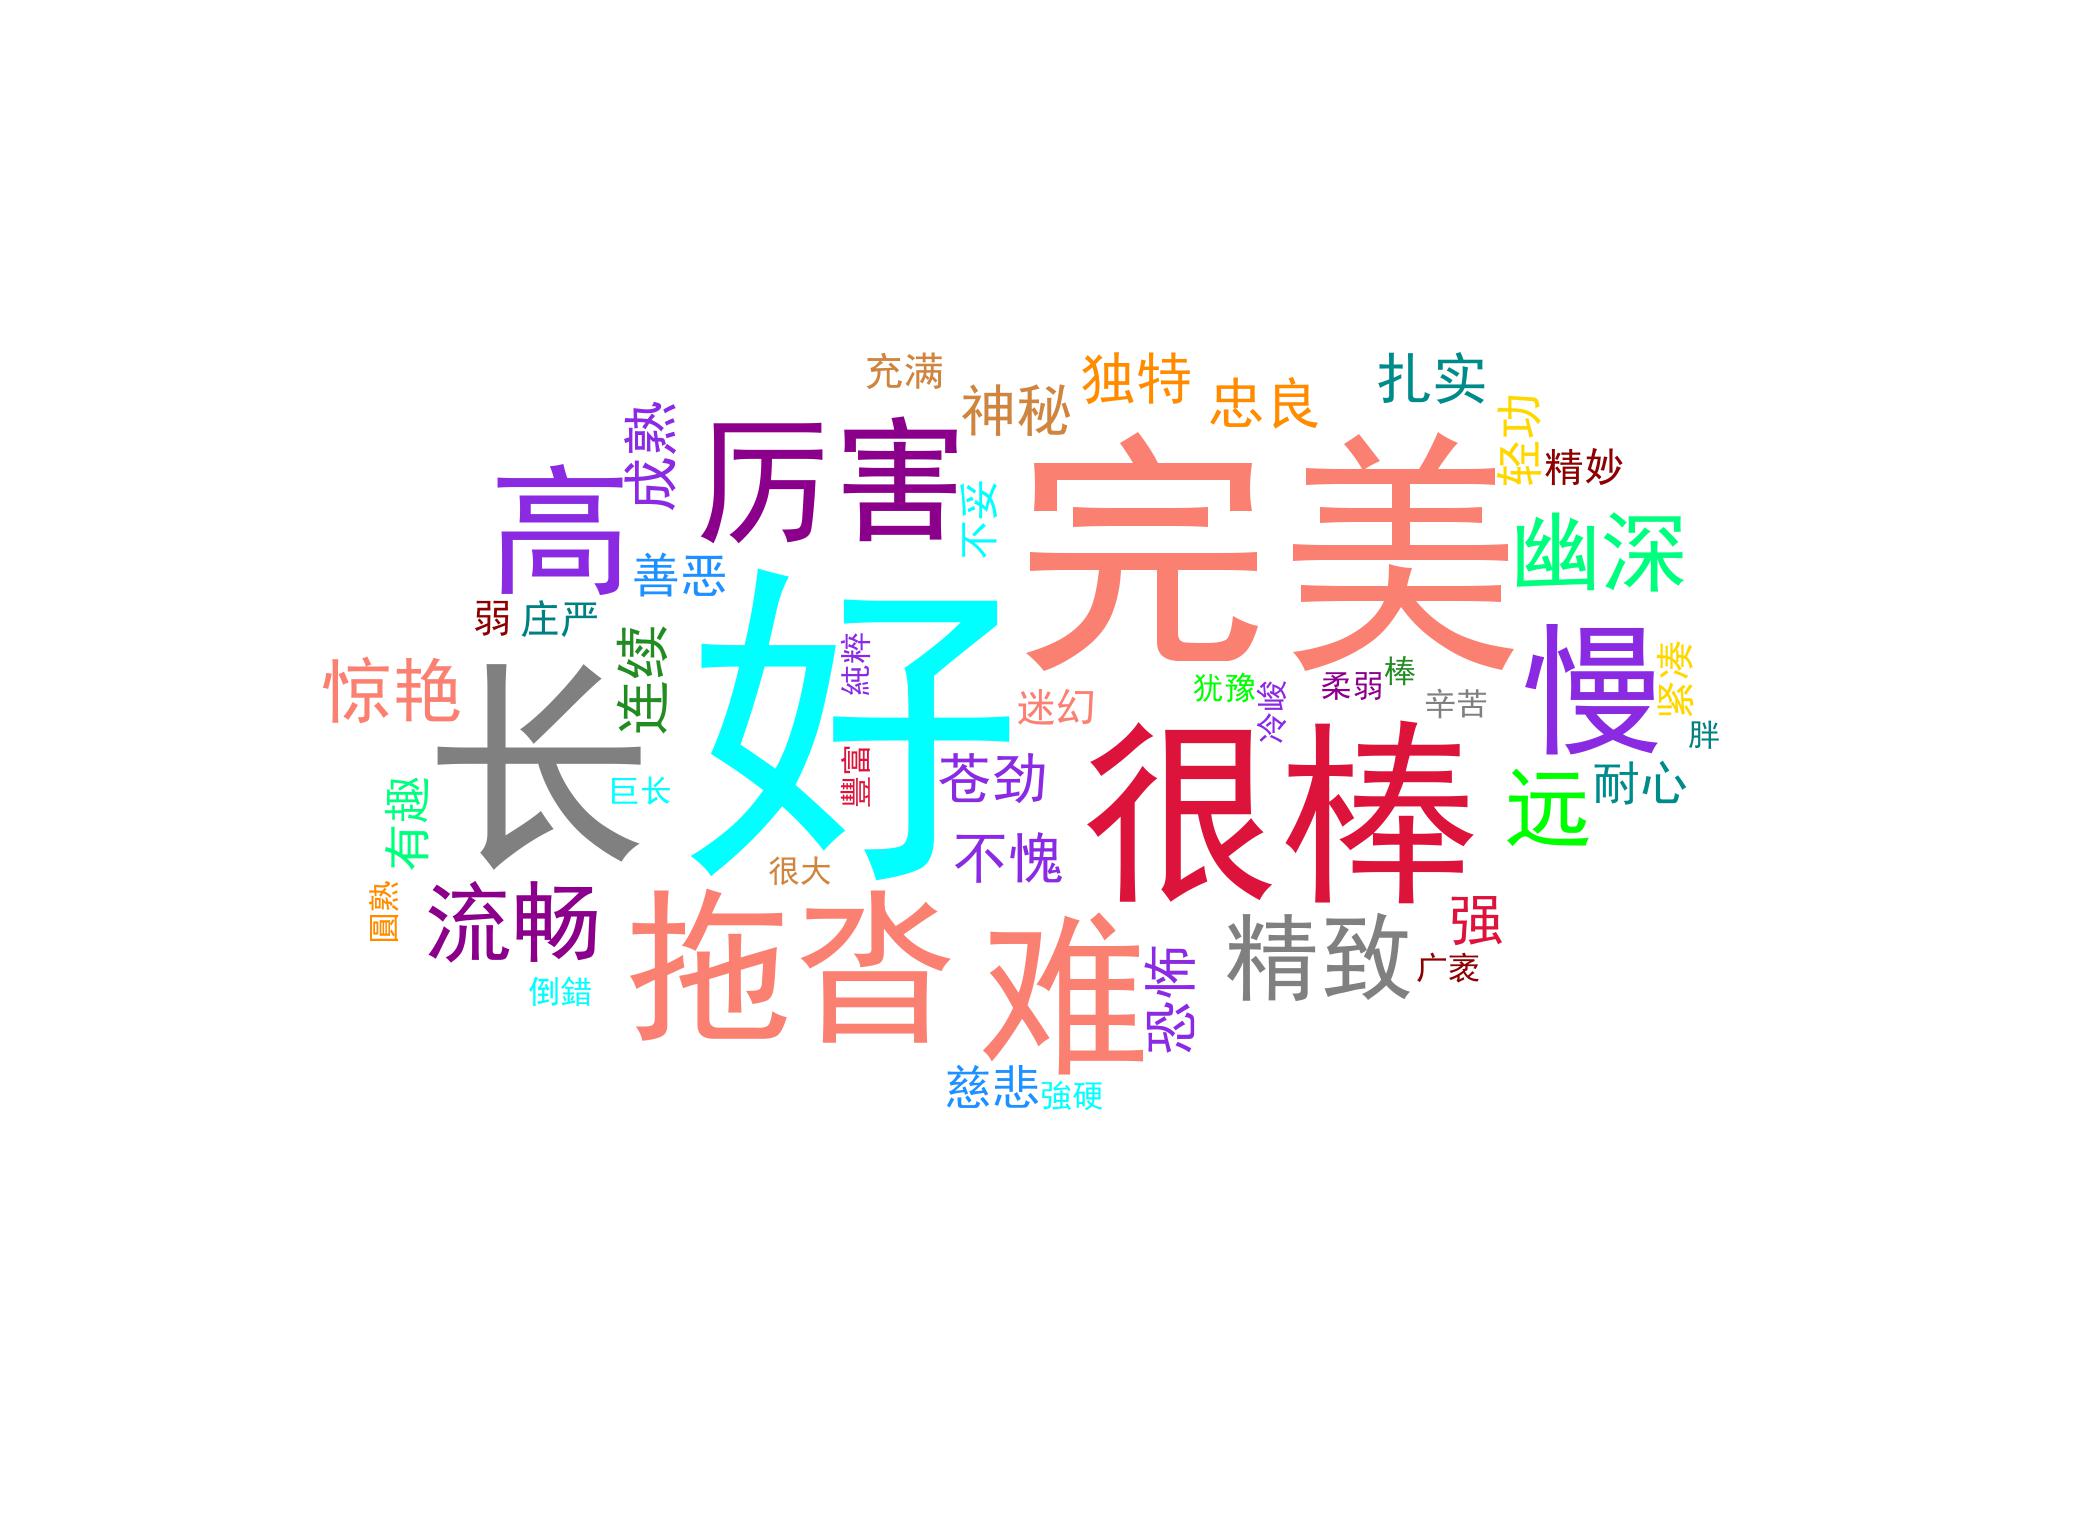 充满
独特
扎实
神秘
忠良
轻功
成熟
厉害
完美
精妙
高
不妥
幽深
善恶
弱
庄严
好
慢
惊艳
连续
純粹
紧凑
长
迷幻
犹豫
冷峻
柔弱
棒
辛苦
胖
巨长
豐富
苍劲
很棒
远
耐心
有趣
不愧
很大
圓熟
流畅
拖沓
难
精致
强
恐怖
广袤
倒錯
慈悲
強硬